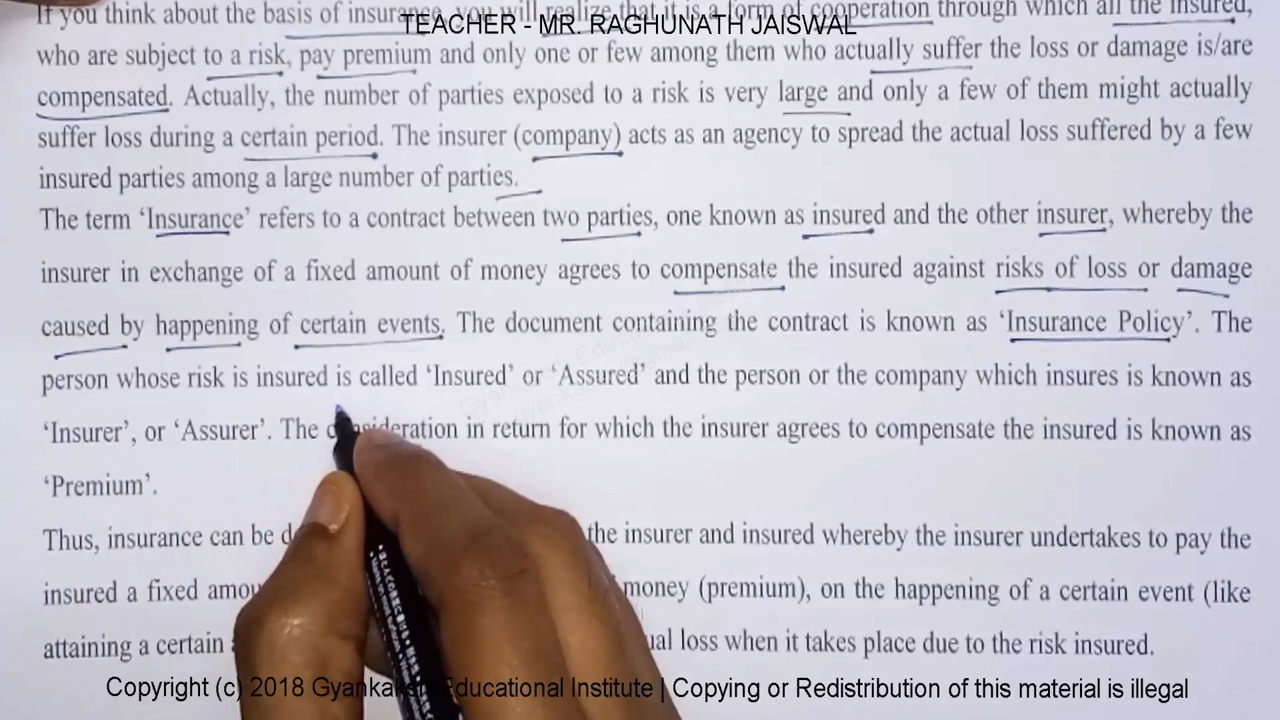 If you think about the basis of insurance, you will realize that it is a form of cooperation through which all the insured,
TEACHER - MR. RAGHUNATH JAISWAL
who are subject to a risk, pay premium and only one or few among them who actually suffer the loss or damage is/are
compensated. Actually, the number of parties exposed to a risk is very large and only a few of them might actually
suffer loss during a certain period. The insurer (company) acts as an agency to spread the actual loss suffered by a few
insured parties among a large number of parties.
The term ‘Insurance’ refers to a contract between two parties, one known as insured and the other insurer, whereby the
insurer in exchange of a fixed amount of money agrees to compensate the insured against risks of loss or damage
caused by happening of certain events. The document containing the contract is known as ‘Insurance Policy’. The
person whose risk is insured is called ‘Insured’ or ‘Assured’ and the person or the company which insures is known as
‘Insurer’, or ‘Assurer’. The consideration in return for which the insurer agrees to compensate the insured is known as
‘Premium’.
Thus, insurance can be the insurer and insured whereby the insurer undertakes to pay the
insured a fixed money (premium), on the happening of a certain event (like
attaining a certain loss when it takes place due to the risk insured.
Copyright (c) 2018 Educational Institute | Copying or Redistribution of this material is illegal